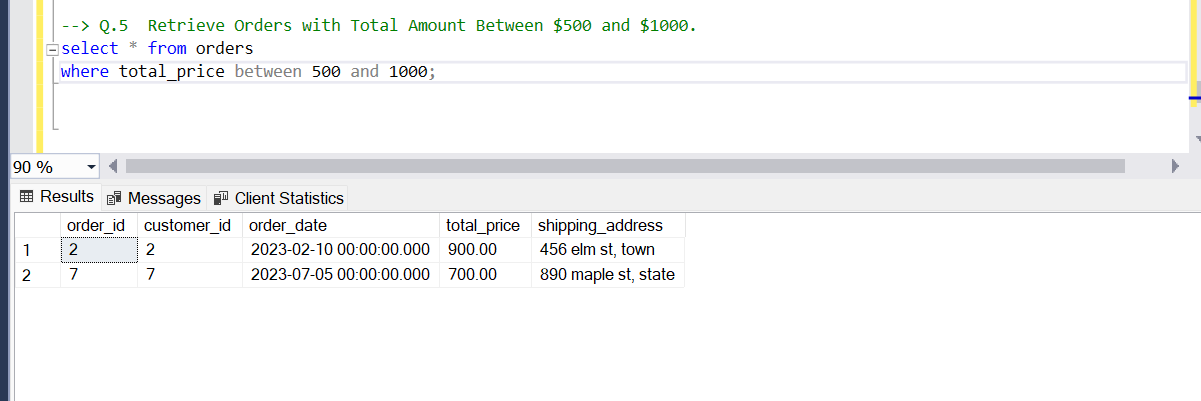 --> Q.5  Retrieve Orders with Total Amount Between $500 and $1000.
select * from orders
where total_price between 500 and 1000;
90 %
Results Messages Client Statistics
order_id customer_id order_date total_price shipping_address
1 2 2 2023-02-10 00:00:00.000 900.00 456 elm st, town
2 7 7 2023-07-05 00:00:00.000 700.00 890 maple st, state